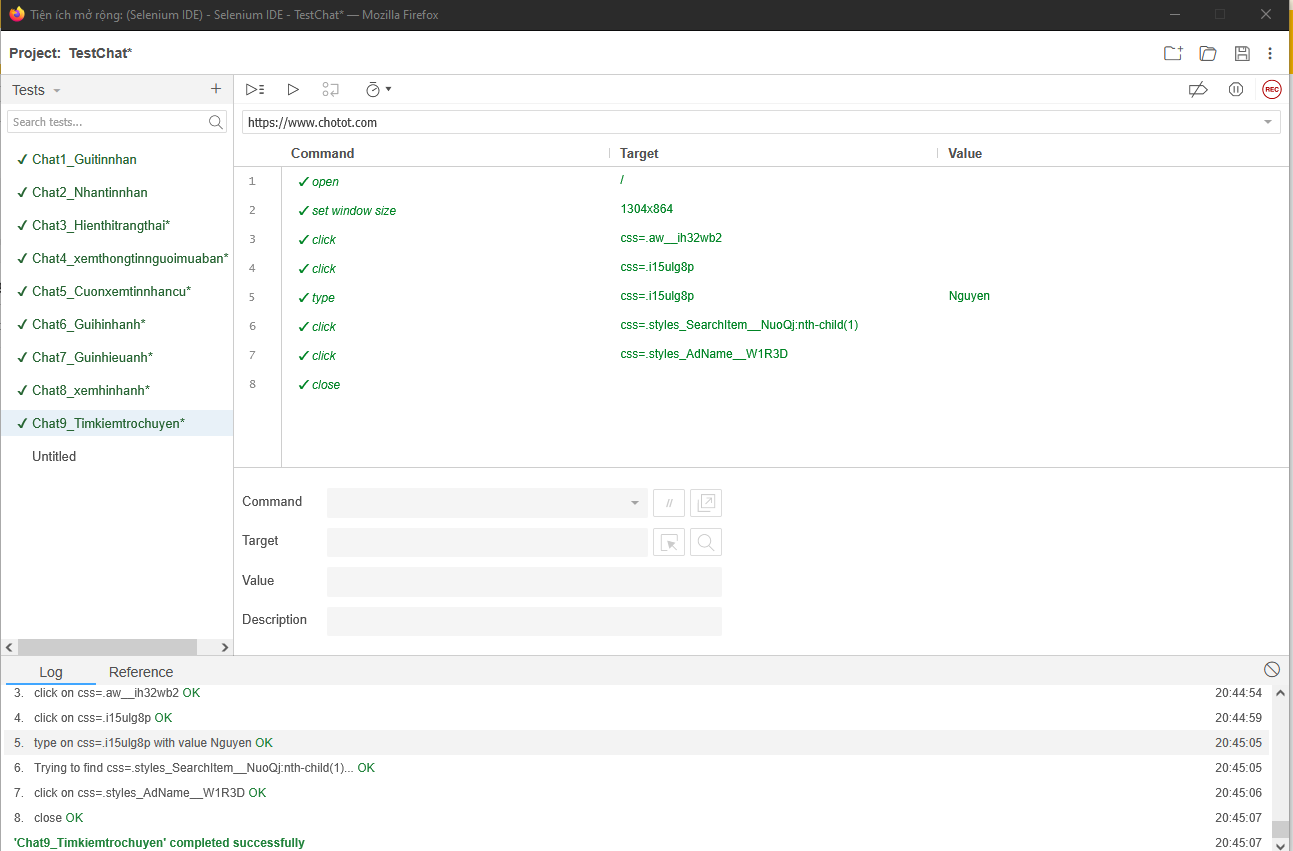 Tiện ích mở rộng: (Selenium IDE) - Selenium IDE - TestChat* — Mozilla Firefox
Project: TestChat*
Tests
Search tests...
✓ Chat1_Guitinnhan
✓ Chat2_Nhantinnhan
✓ Chat3_Hienthitrangthai*
✓ Chat4_xemthongtinnguoimuaban*
✓ Chat5_Cuonxemtinnhancu*
✓ Chat6_Guihinhanh*
✓ Chat7_Guinhieuanh*
✓ Chat8_xemhinhanh*
✓ Chat9_Timkiemtrochuyen*
Untitled
REC
https://www.chotot.com
Command Target Value
1 ✓ open /
2 ✓ set window size 1304x864
3 ✓ click css=.aw__ih32wb2
4 ✓ click css=.i15ulg8p
5 ✓ type css=.i15ulg8p Nguyen
6 ✓ click css=.styles_SearchItem__NuoQj:nth-child(1)
7 ✓ click css=.styles_AdName__W1R3D
8 ✓ close
Command //
Target
Value
Description
Log Reference
3. click on css=.aw__ih32wb2 OK 20:44:54
4. click on css=.i15ulg8p OK 20:44:59
5. type on css=.i15ulg8p with value Nguyen OK 20:45:05
6. Trying to find css=.styles_SearchItem__NuoQj:nth-child(1)... OK 20:45:05
7. click on css=.styles_AdName__W1R3D OK 20:45:06
8. close OK 20:45:07
'Chat9_Timkiemtrochuyen' completed successfully 20:45:07